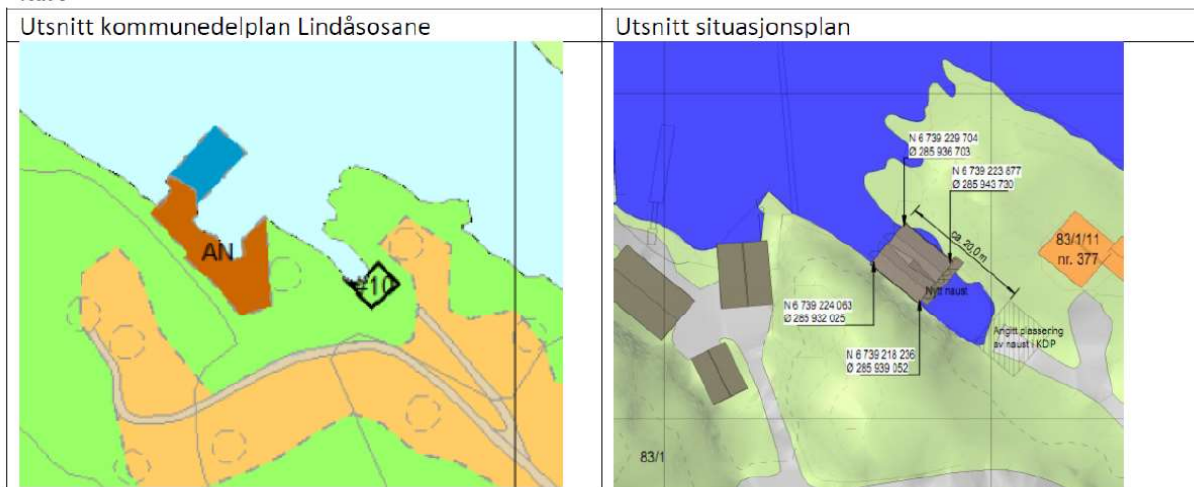 Utsnitt kommunedelplan Lindåsosane
Utsnitt situasjonsplan
AN
#10
N 6 739 229 704
Ø 285 936 703
N 6 739 223 877
Ø 285 943 730
ca. 20,0m
83/1/11
nr. 377
Nytt naust
N 6 739 224 063
Ø 285 932 025
Angitt plassering
av naust i KDP
N 6 739 218 236
Ø 285 939 052
83/1